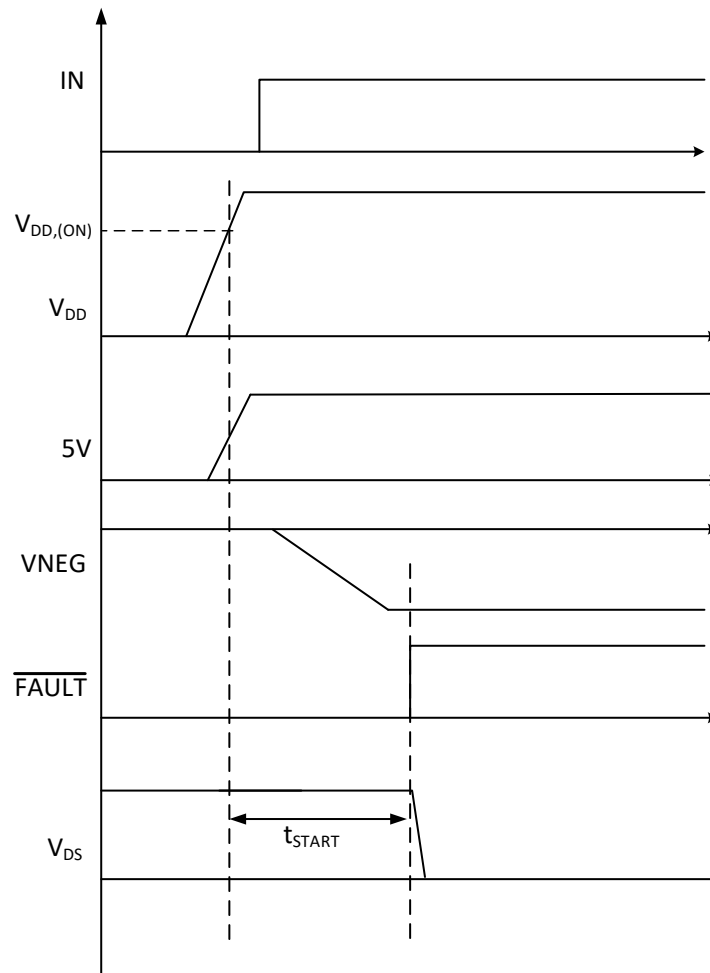 IN
V_DD,(ON)
V_DD
5V
VNEG
FAULT
t_START
V_DS